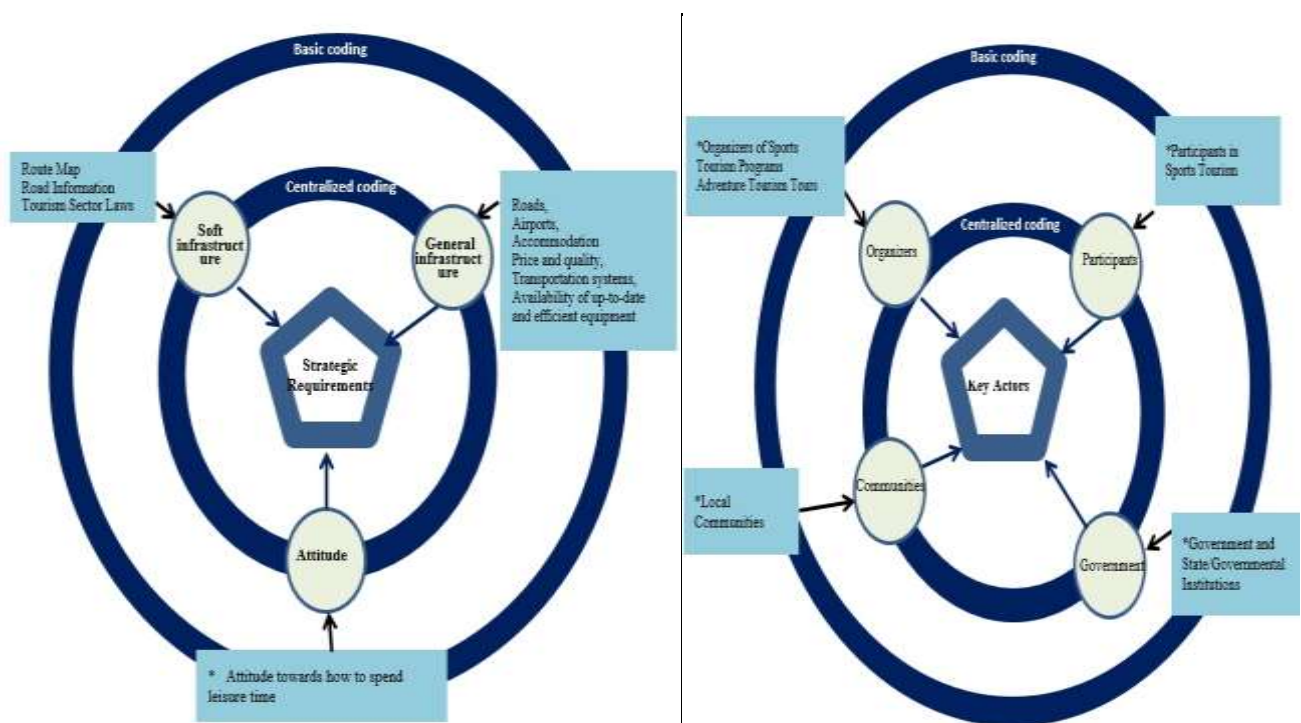 Basic coding
Route Map
Road Information
Tourism Sector Laws
Centralized coding
Soft
infrastruct
ure
General
infrastruct
ure
Roads,
Airports,
Accommodation
Price and quality,
Transportation systems,
Availability of up-to-date
and efficient equipment
Strategic
Requirements
Attitude
* Attitude towards how to spend
leisure time
Basic coding
*Organizers of Sports
Tourism Programs
Adventure Tourism Tours
*Participants in
Sports Tourism
Centralized coding
Organizers
Participants
Key Actors
Communities
*Local
Communities
Government
*Government and
State/Governmental
Institutions